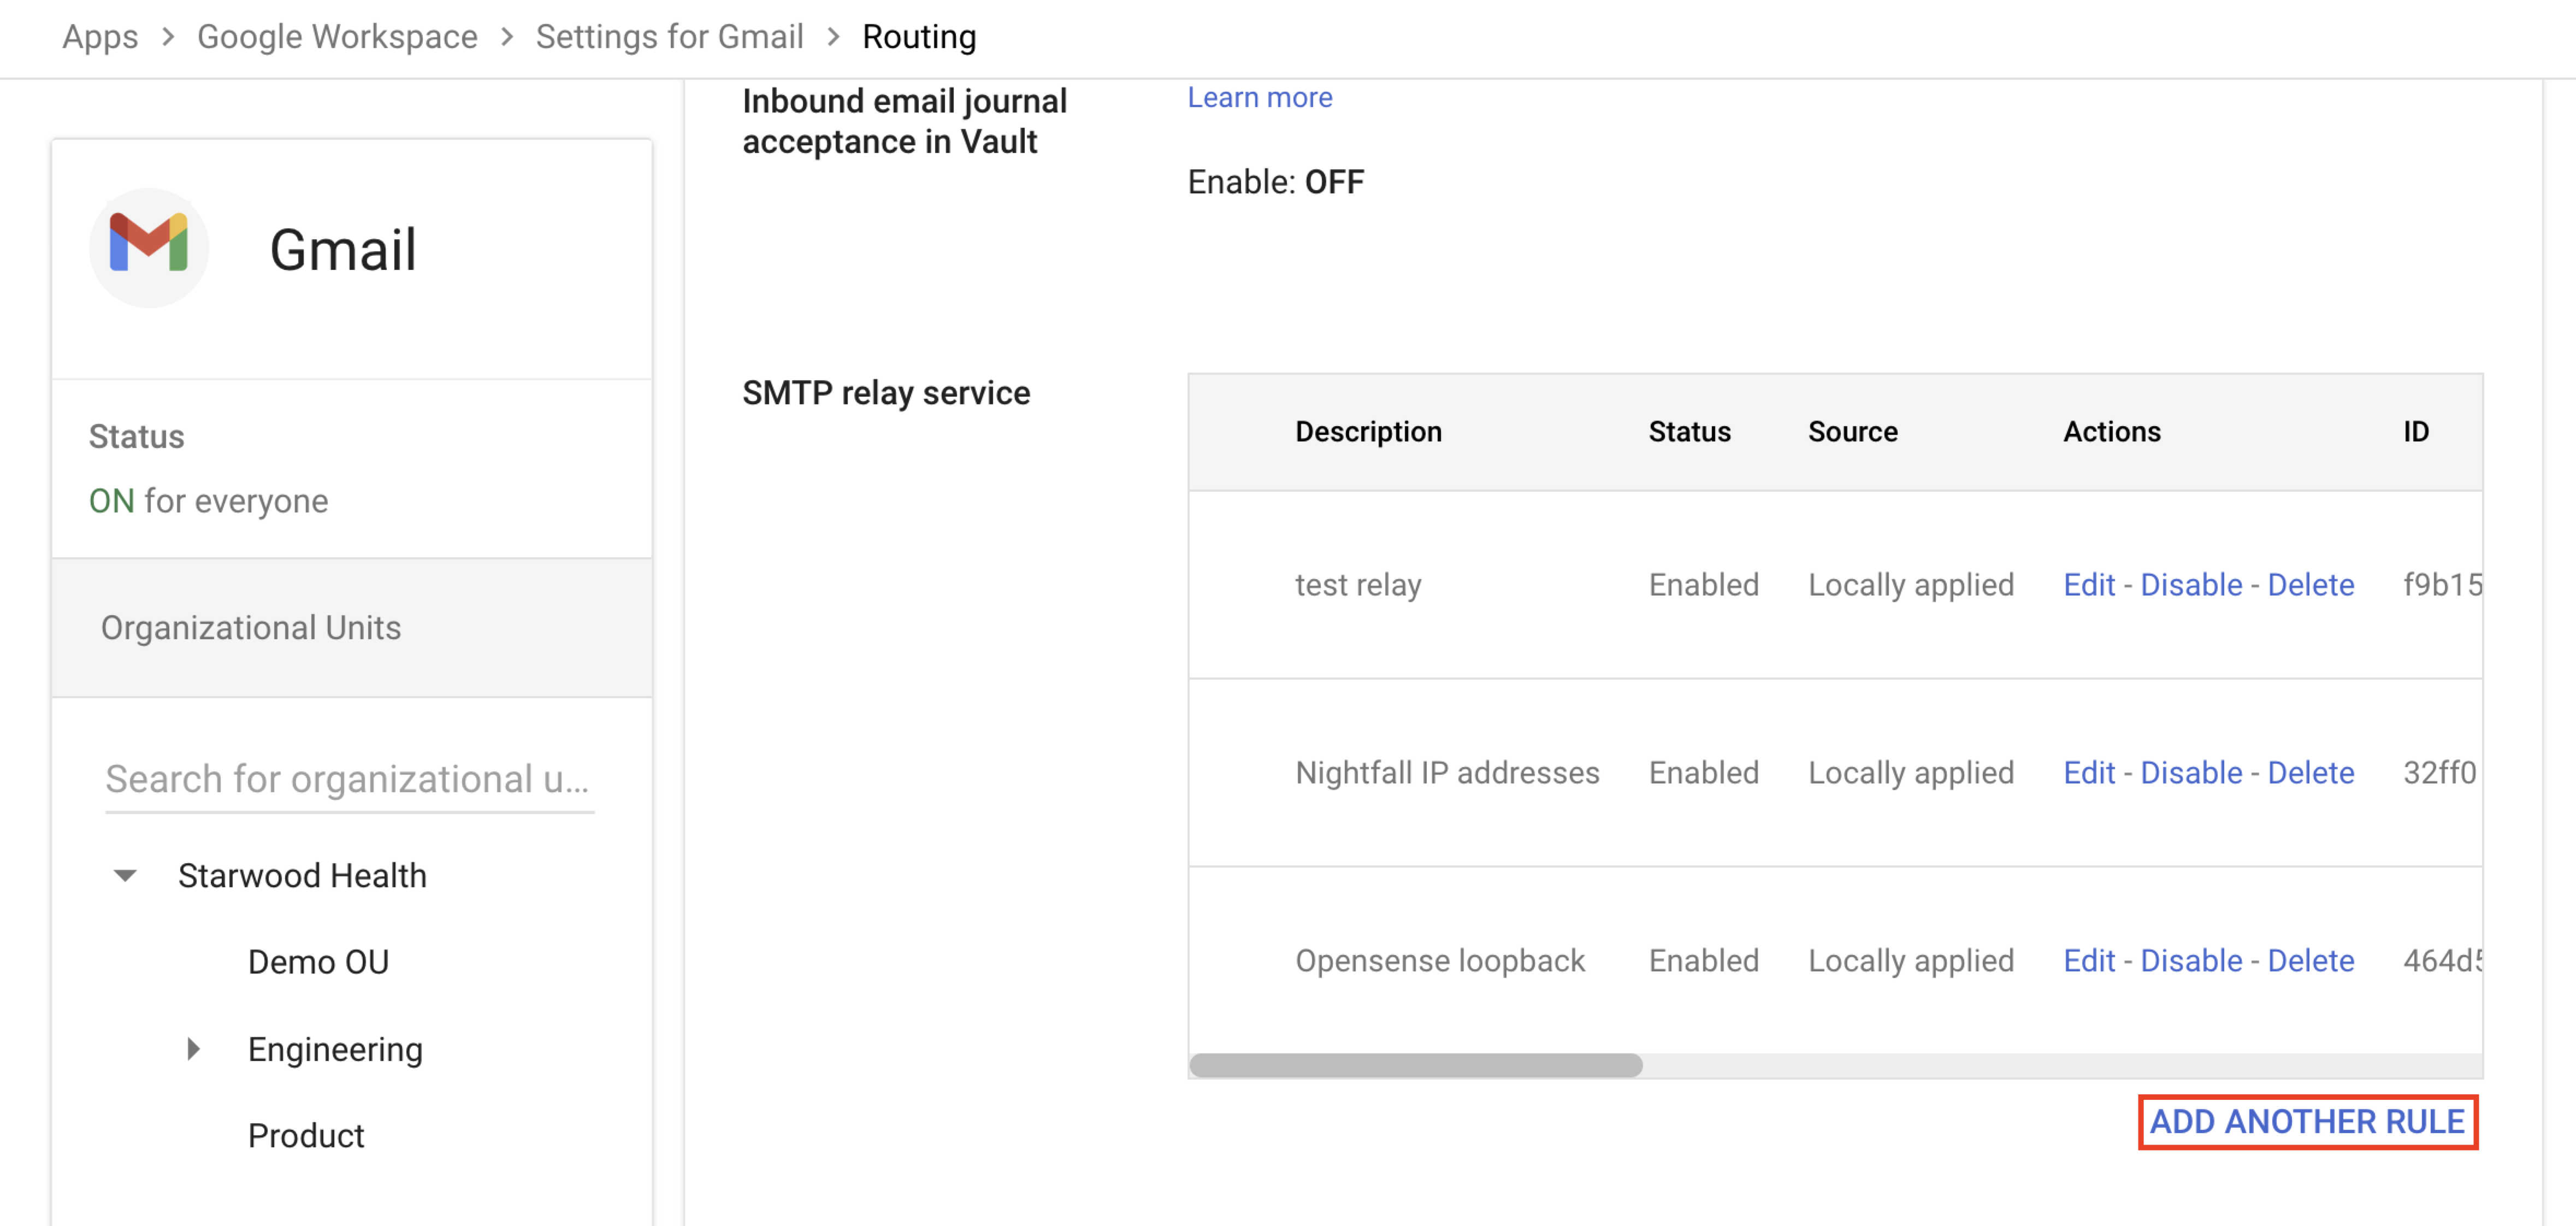 Apps > Google Workspace > Settings for Gmail > Routing
Gmail
Status
ON for everyone
Organizational Units
Search for organizational u...
Starwood Health
Demo OU
Engineering
Product
Inbound email journal
acceptance in Vault
Learn more
Enable: OFF
SMTP relay service
Description Status Source Actions ID
test relay Enabled Locally applied Edit - Disable - Delete f9b15
Nightfall IP addresses Enabled Locally applied Edit - Disable - Delete 32ff0
Opensense loopback Enabled Locally applied Edit - Disable - Delete 464d5
ADD ANOTHER RULE